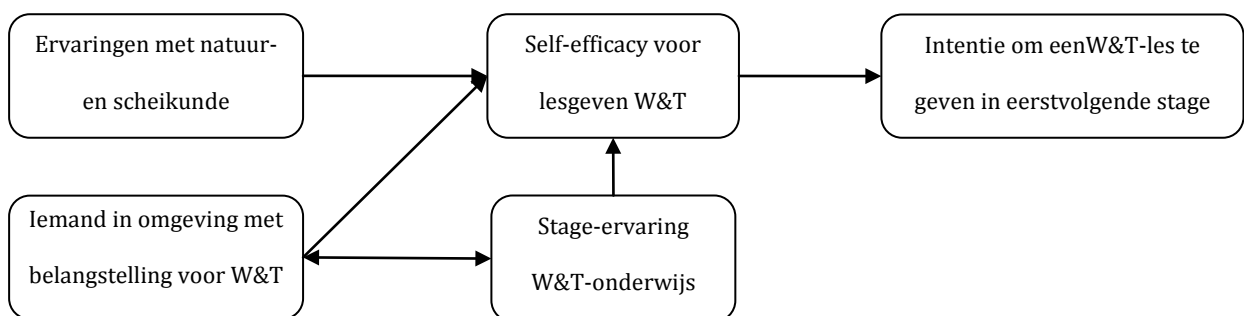 Ervaringen met natuur-
en scheikunde
Self-efficacy voor
lesgeven W&T
Intentie om eenW&T-les te
geven in eerstvolgende stage
Iemand in omgeving met
belangstelling voor W&T
Stage-ervaring
W&T-onderwijs